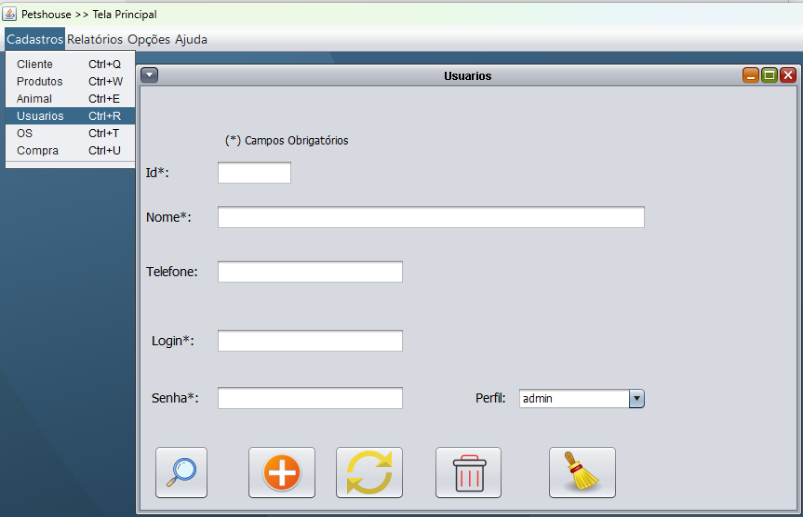 Petshouse >> Tela Principal
Cadastros Relatórios Opções Ajuda
Cliente Ctrl+Q
Produtos Ctrl+W
Animal Ctrl+E
Usuarios Ctrl+R
OS Ctrl+T
Compra Ctrl+U
Usuarios
(*) Campos Obrigatórios
Id*:
Nome*:
Telefone:
Login*:
Senha*:
Perfil: admin